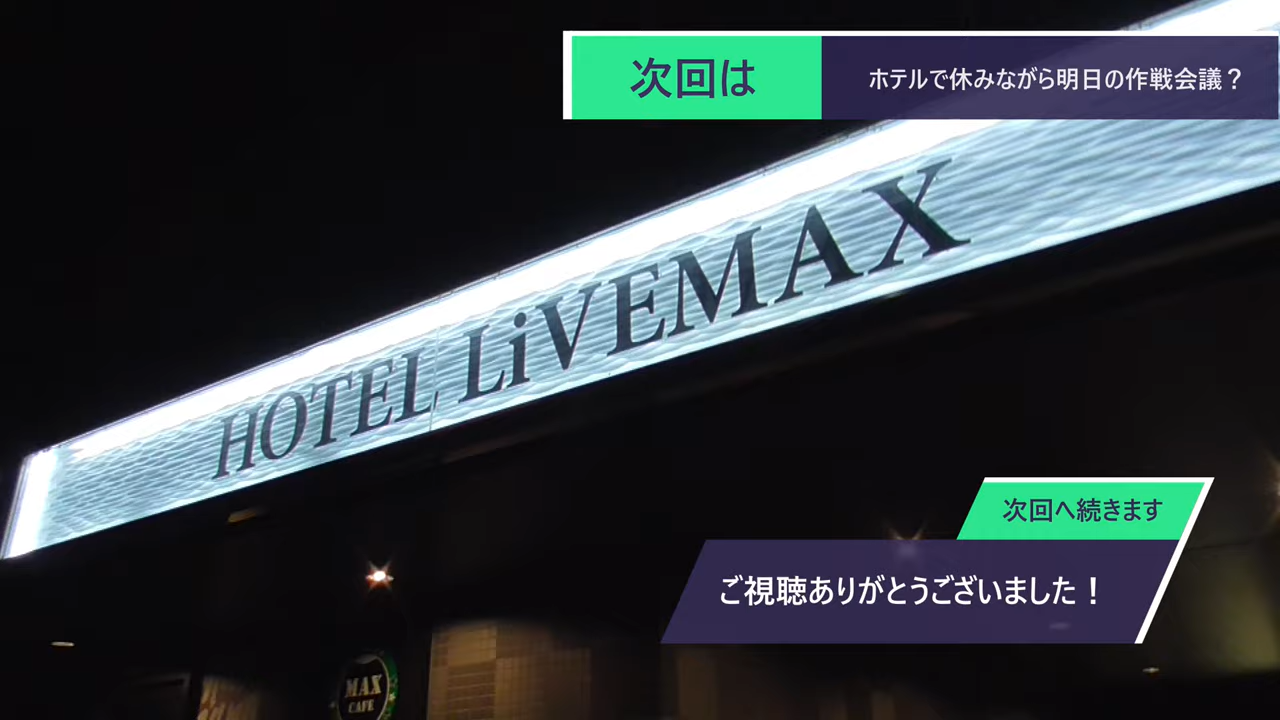 次回は
ホテルで休みながら明日の作戦会議？
HOTEL LiVEMAX
次回へ続きます
ご視聴ありがとうございました！
MAX
CAFE